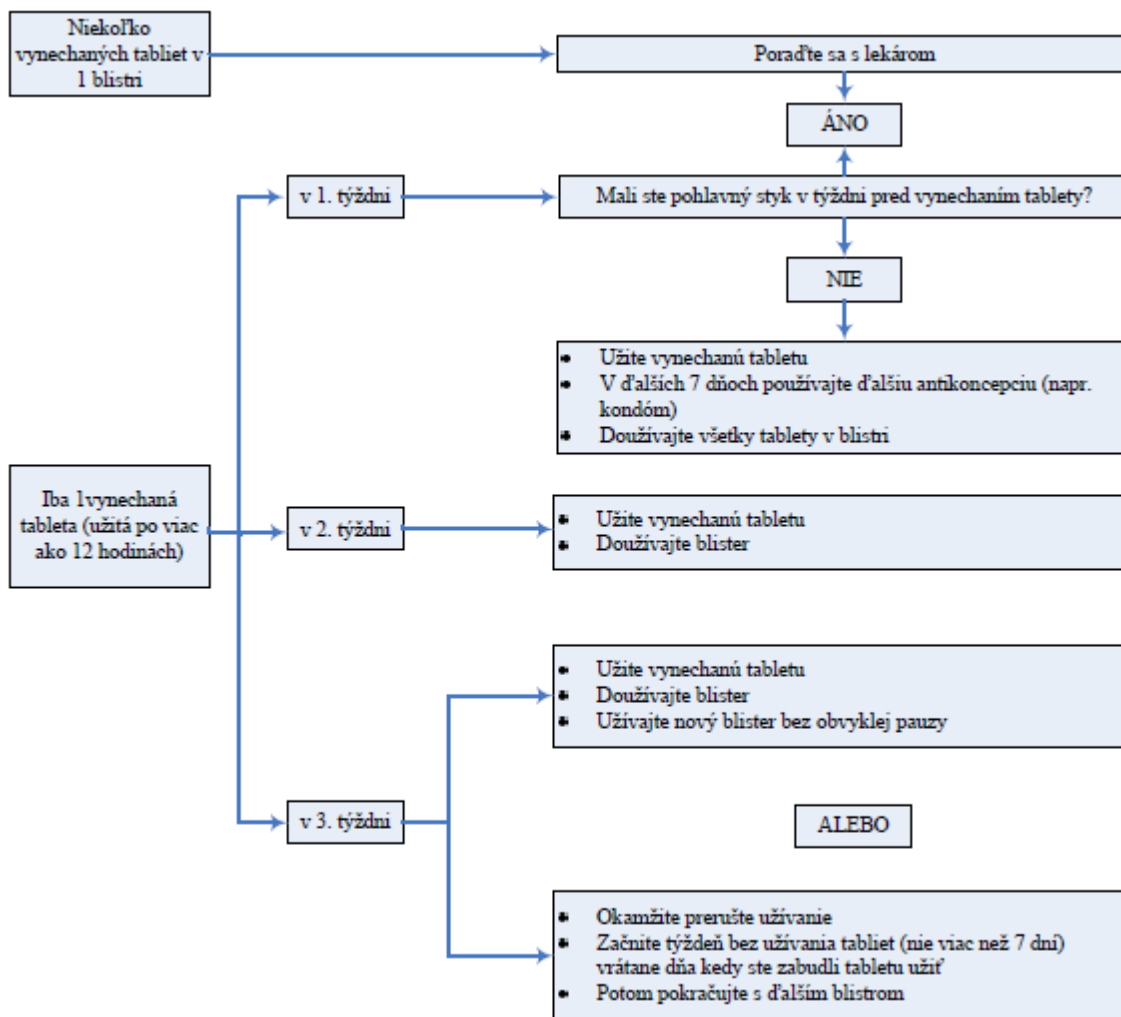 Niekoľko
vynechaných tabliet v
1 blistri
Poraďte sa s lekárom
ÁNO
v 1. týždni
Mali ste pohlavný styk v týždni pred vynechaním tablety?
NIE
• Užite vynechanú tabletu
• V ďalších 7 dňoch používajte ďalšiu antikoncepciu (napr.
kondóm)
• Doužívajte všetky tablety v blistri
Iba 1vynechaná
tableta (užitá po viac
ako 12 hodinách)
v 2. týždni
• Užite vynechanú tabletu
• Doužívajte blister
• Užite vynechanú tabletu
• Doužívajte blister
• Užívajte nový blister bez obvyklej pauzy
v 3. týždni
ALEBO
• Okamžite prerušte užívanie
• Začnite týždeň bez užívania tabliet (nie viac než 7 dní)
vrátane dňa kedy ste zabudli tabletu užiť
• Potom pokračujte s ďalším blistrom